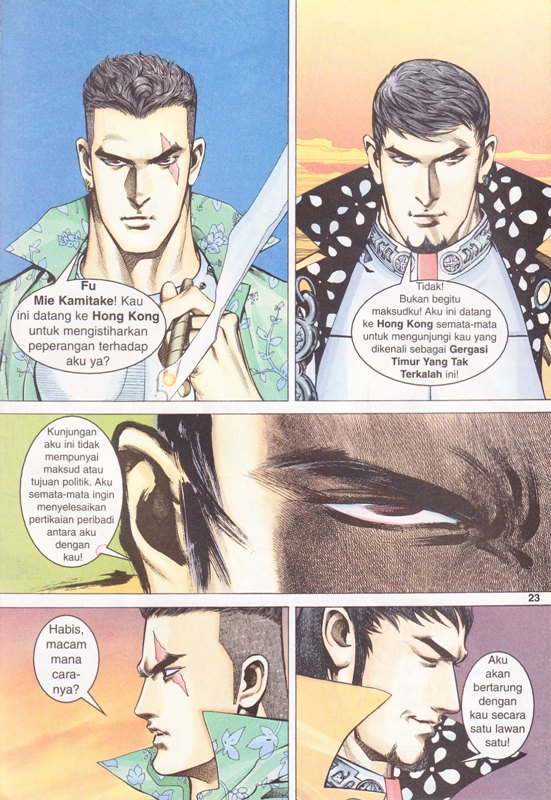 Fu
Mie Kamitake! Kau
ini datang ke Hong Kong
untuk mengistiharkan
peperangan terhadap
aku ya?
Tidak!
Bukan begitu
maksudku! Aku ini datang
ke Hong Kong semata-mata
untuk mengunjungi kau yang
dikenali sebagai Gergasi
Timur Yang Tak
Terkalah ini!
Kunjungan
aku ini tidak
mempunyai
maksud atau
tujuan politik. Aku
semata-mata ingin
menyelesaikan
pertikaian peribadi
antara aku
dengan
kau!
23
Habis,
macam
mana
cara-
nya?
Aku
akan
bertarung
dengan
kau secara
satu lawan
satu!